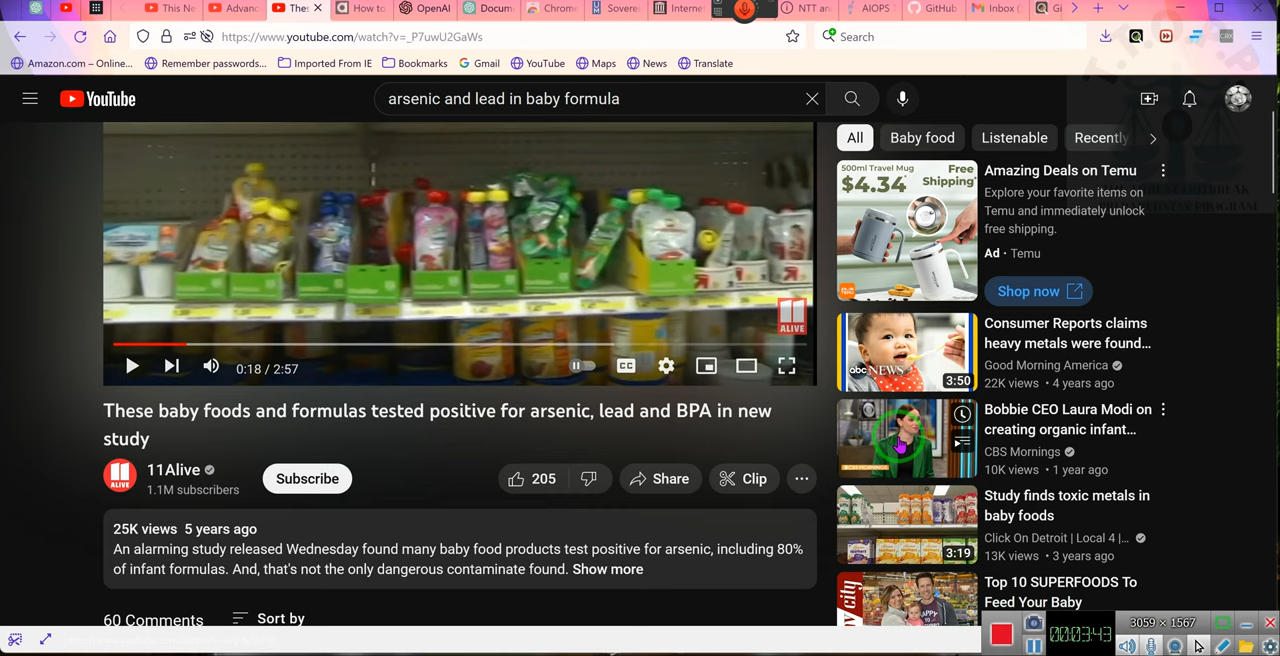 This Ne
Advanc
Thes
How to
OpenAI
Docum
Chrome
Sovere
Interne
NTT an
AIOPS
GitHub
Inbox (
Gi
https://www.youtube.com/watch?v=_P7uwU2GaWs
Search
Amazon.com – Online...
Remember passwords...
Imported From IE
Bookmarks
Gmail
YouTube
Maps
News
Translate
YouTube
arsenic and lead in baby formula
All
Baby food
Listenable
Recently
ALIVE
0:18 / 2:57
CC
These baby foods and formulas tested positive for arsenic, lead and BPA in new
study
ALIVE
11Alive
1.1M subscribers
Subscribe
205
Share
Clip
25K views 5 years ago
An alarming study released Wednesday found many baby food products test positive for arsenic, including 80%
of infant formulas. And, that's not the only dangerous contaminate found. Show more
60 Comments
Sort by
500ml Travel Mug
$4.34
Free
Shipping
Amazing Deals on Temu
Explore your favorite items on
Temu and immediately unlock
free shipping.
Ad · Temu
Shop now
abc NEWS
3:50
Consumer Reports claims
heavy metals were found...
Good Morning America
22K views • 4 years ago
Bobbie CEO Laura Modi on
creating organic infant...
CBS Mornings
10K views • 1 year ago
3:19
Study finds toxic metals in
baby foods
Click On Detroit | Local 4 |...
13K views • 3 years ago
Top 10 SUPERFOODS To
Feed Your Baby
00:03:43
3059 × 1567